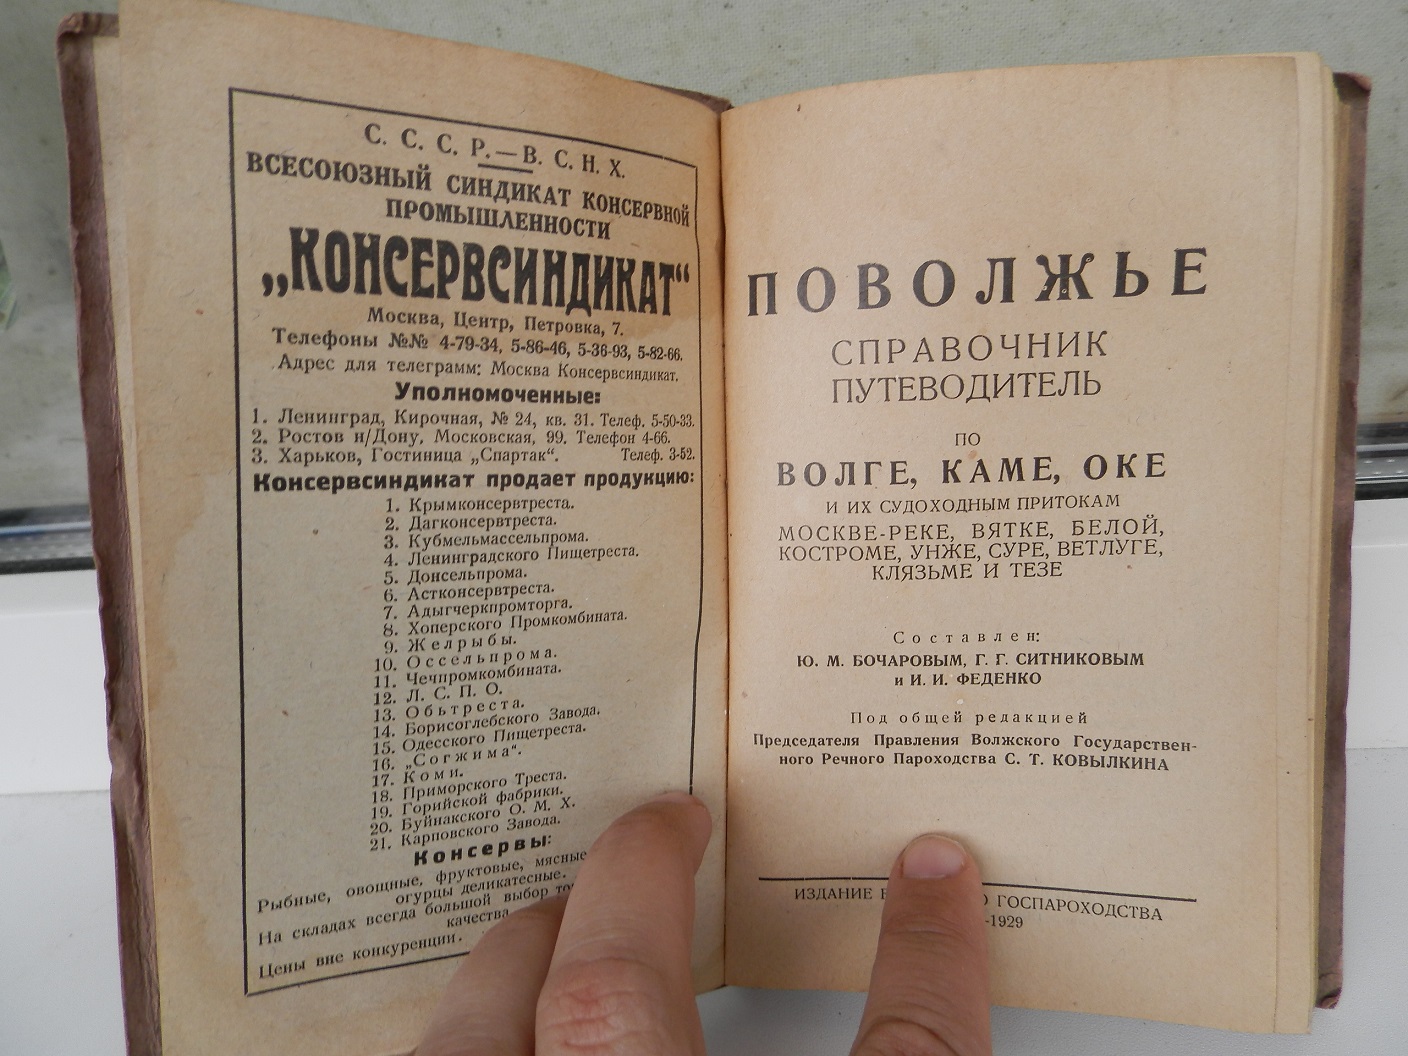 С. С. С. Р. — В. С. Н. Х.
ВСЕСОЮЗНЫЙ СИНДИКАТ КОНСЕРВНОЙ
ПРОМЫШЛЕННОСТИ
„КОНСЕРВСИНДИКАТ“
Москва, Центр, Петровка, 7.
Телефоны №№ 4-79-34, 5-86-46, 5-36-93, 5-82-66.
Адрес для телеграмм: Москва Консервсиндикат.
Уполномоченные:
1. Ленинград, Кирочная, № 24, кв. 31. Телеф. 5-50-33.
2. Ростов н/Дону, Московская, 99. Телефон 4-66.
3. Харьков, Гостиница „Спартак“. Телеф. 3-52.
Консервсиндикат продает продукцию:
1. Крымконсервтреста.
2. Дагконсервтреста.
3. Кубмельмассельпрома.
4. Ленинградского Пищетреста.
5. Донсельпрома.
6. Астконсервтреста.
7. Адыгчеркпромторга.
8. Хоперского Промкомбината.
9. Желрыбы.
10. Оссельпрома.
11. Чечпромкомбината.
12. Л. С. П. О.
13. Обьтреста.
14. Борисоглебского Завода.
15. Одесского Пищетреста.
16. „Согжима“.
17. Коми.
18. Приморского Треста.
19. Горийской фабрики.
20. Буйнакского О. М. Х.
21. Карповского Завода.
Консервы:
Рыбные, овощные, фруктовые, мясные
огурцы деликатесные.
На складах всегда большой выбор
качества
Цены вне конкуренции.
ПОВОЛЖЬЕ
СПРАВОЧНИК
ПУТЕВОДИТЕЛЬ
ПО
ВОЛГЕ, КАМЕ, ОКЕ
И ИХ СУДОХОДНЫМ ПРИТОКАМ
МОСКВЕ-РЕКЕ, ВЯТКЕ, БЕЛОЙ,
КОСТРОМЕ, УНЖЕ, СУРЕ, ВЕТЛУГЕ,
КЛЯЗЬМЕ И ТЕЗЕ
Составлен:
Ю. М. БОЧАРОВЫМ, Г. Г. СИТНИКОВЫМ
и И. И. ФЕДЕНКО
Под общей редакцией
Председателя Правления Волжского Государствен-
ного Речного Пароходства С. Т. КОВЫЛКИНА
ИЗДАНИЕ ГОСПАРОХОДСТВА
-1929